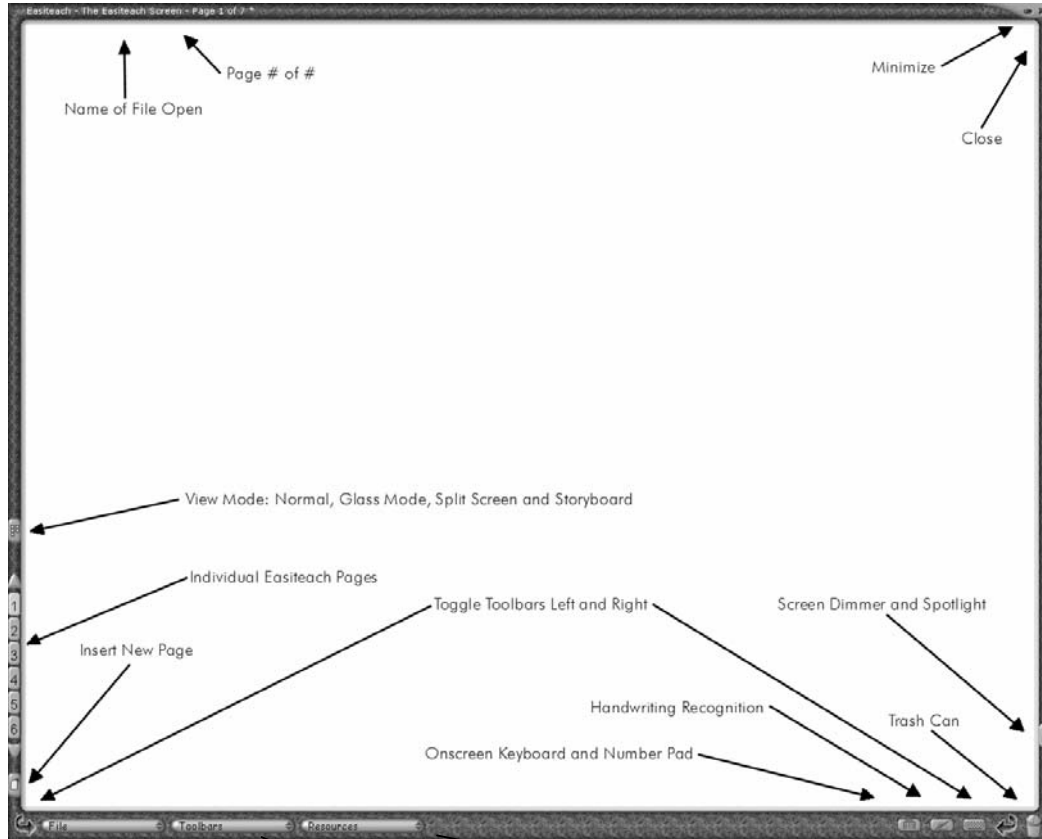 Easiteach - The Easiteach Screen - Page 1 of 7 *
Page # of #
Minimize
Name of File Open
Close
View Mode: Normal, Glass Mode, Split Screen and Storyboard
Individual Easiteach Pages
Toggle Toolbars Left and Right
Screen Dimmer and Spotlight
1
2
3
4
5
6
Insert New Page
Handwriting Recognition
Trash Can
Onscreen Keyboard and Number Pad
File
Toolbars
Resources